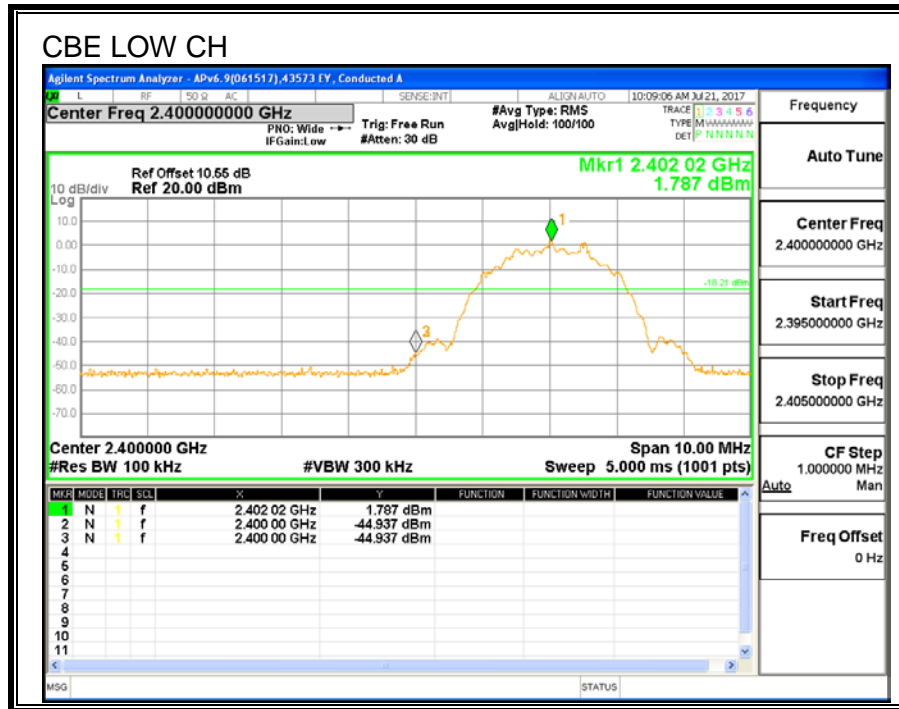 CBE LOW CH
Agilent Spectrum Analyzer - APv6.9(061517),43573 EY, Conducted A
L RF 50 Ω AC SENSE:INT ALIGN AUTO 10:09:06 AM Jul 21, 2017
Center Freq 2.400000000 GHz
PNO: Wide
IFGain:Low
Trig: Free Run
#Atten: 30 dB
#Avg Type: RMS
Avg|Hold: 100/100
TRACE 1 2 3 4 5 6
TYPE M
DET P N N N N N
Frequency
Auto Tune
Center Freq
2.400000000 GHz
Start Freq
2.395000000 GHz
Stop Freq
2.405000000 GHz
CF Step
1.000000 MHz
Auto Man
Freq Offset
0 Hz
Mkr1 2.402 02 GHz
1.787 dBm
Ref Offset 10.55 dB
10 dB/div Ref 20.00 dBm
Log
10.0
0.00
-10.0
-20.0
-30.0
-40.0
-50.0
-60.0
-70.0
1
-18.21 dBm
3
Center 2.400000 GHz Span 10.00 MHz
#Res BW 100 kHz #VBW 300 kHz Sweep 5.000 ms (1001 pts)
MKR MODE TRC SCL X Y FUNCTION FUNCTION WIDTH FUNCTION VALUE
1 N 1 f 2.402 02 GHz 1.787 dBm
2 N 1 f 2.400 00 GHz -44.937 dBm
3 N 1 f 2.400 00 GHz -44.937 dBm
4
5
6
7
8
9
10
11
MSG STATUS